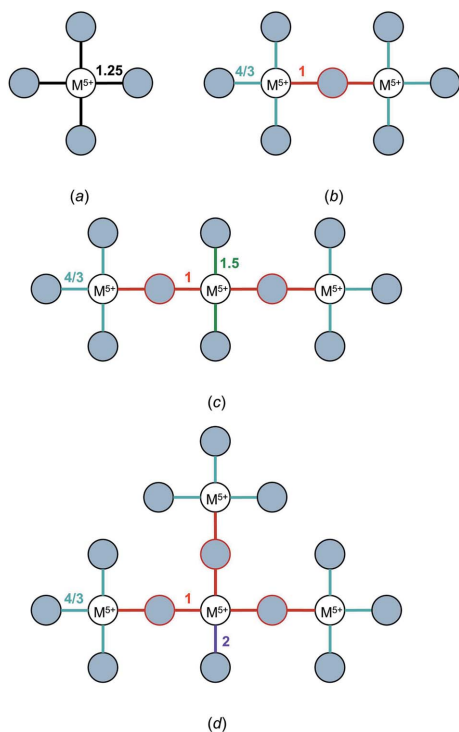 1.25
M⁵⁺
(a)
4/3 1
M⁵⁺ M⁵⁺
(b)
1.5
4/3 1
M⁵⁺ M⁵⁺ M⁵⁺
(c)
M⁵⁺
4/3 1
M⁵⁺ M⁵⁺ M⁵⁺
2
(d)